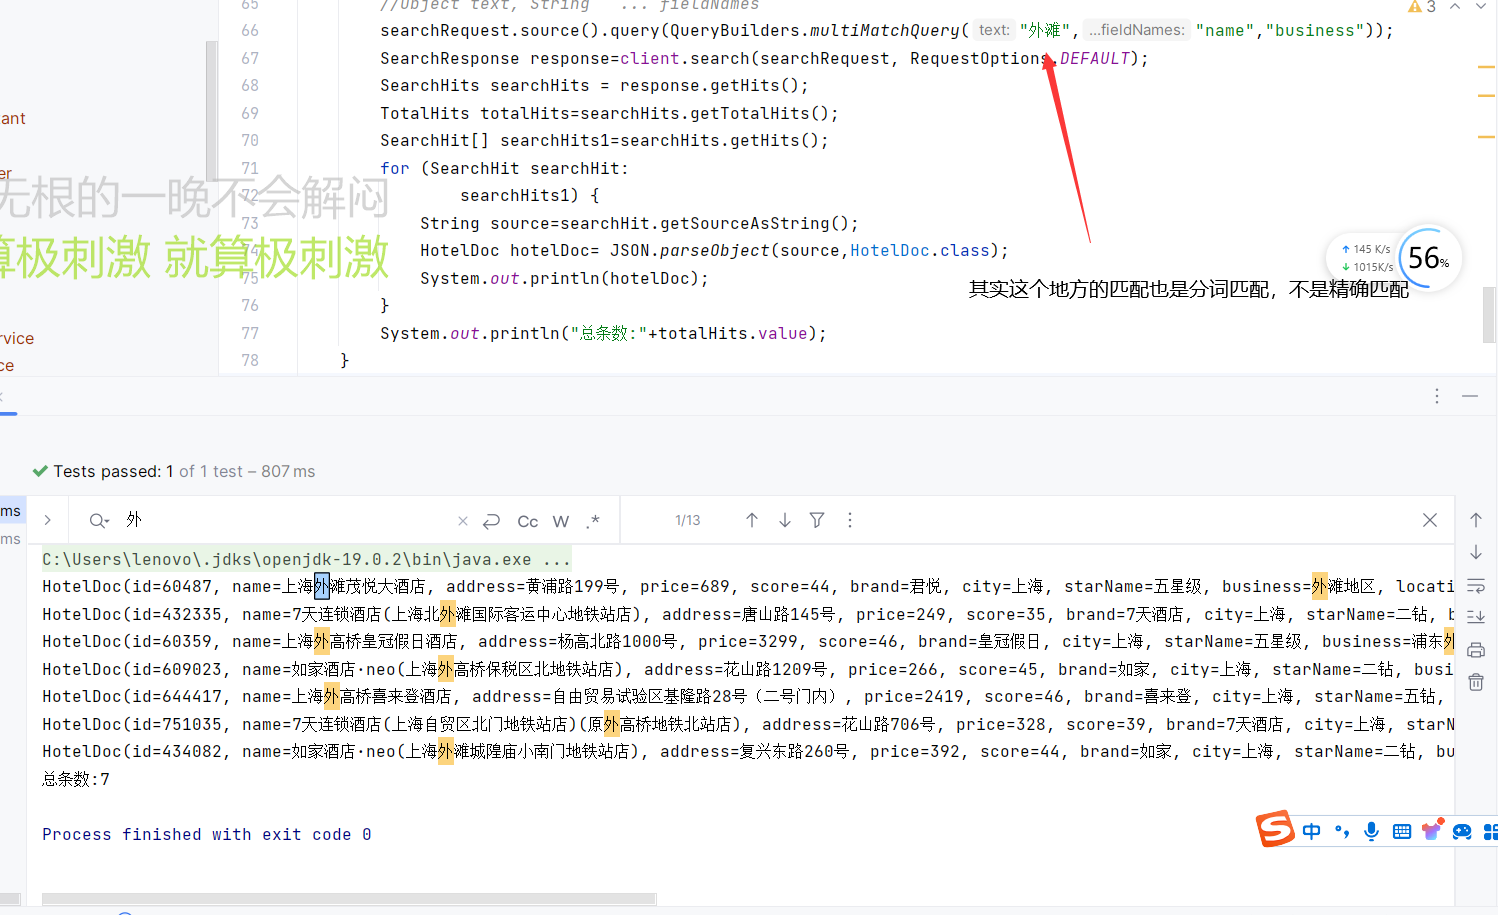 65 //Object text, String ... fieldNames
66 searchRequest.source().query(QueryBuilders.multiMatchQuery( text: "外滩", ...fieldNames: "name","business"));
3
67 SearchResponse response=client.search(searchRequest, RequestOptions.DEFAULT);
68 SearchHits searchHits = response.getHits();
69 TotalHits totalHits=searchHits.getTotalHits();
70 SearchHit[] searchHits1=searchHits.getHits();
71 for (SearchHit searchHit:
72 searchHits1) {
73 String source=searchHit.getSourceAsString();
74 HotelDoc hotelDoc= JSON.parseObject(source,HotelDoc.class);
75 System.out.println(hotelDoc);
76 }
77 System.out.println("总条数:"+totalHits.value);
78 }
ant
er
rvice
ce
无根的一晚不会解闷
算极刺激 就算极刺激
145 K/s
1015K/s
56%
其实这个地方的匹配也是分词匹配，不是精确匹配
Tests passed: 1 of 1 test – 807 ms
ms
ms
外
Cc W .*
1/13
C:\Users\lenovo\.jdks\openjdk-19.0.2\bin\java.exe ...
HotelDoc(id=60487, name=上海外滩茂悦大酒店, address=黄浦路199号, price=689, score=44, brand=君悦, city=上海, starName=五星级, business=外滩地区, locati
HotelDoc(id=432335, name=7天连锁酒店(上海北外滩国际客运中心地铁站店), address=唐山路145号, price=249, score=35, brand=7天酒店, city=上海, starName=二钻, b
HotelDoc(id=60359, name=上海外高桥皇冠假日酒店, address=杨高北路1000号, price=3299, score=46, brand=皇冠假日, city=上海, starName=五星级, business=浦东外
HotelDoc(id=609023, name=如家酒店·neo(上海外高桥保税区北地铁站店), address=花山路1209号, price=266, score=45, brand=如家, city=上海, starName=二钻, busi
HotelDoc(id=644417, name=上海外高桥喜来登酒店, address=自由贸易试验区基隆路28号（二号门内）, price=2419, score=46, brand=喜来登, city=上海, starName=五钻,
HotelDoc(id=751035, name=7天连锁酒店(上海自贸区北门地铁站店)(原外高桥地铁北站店), address=花山路706号, price=328, score=39, brand=7天酒店, city=上海, starN
HotelDoc(id=434082, name=如家酒店·neo(上海外滩城隍庙小南门地铁站店), address=复兴东路260号, price=392, score=44, brand=如家, city=上海, starName=二钻, bu
总条数:7
Process finished with exit code 0
S 中